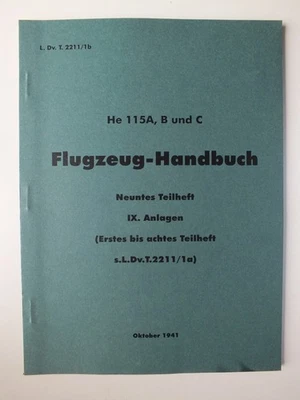 L. Dv. T. 2211/1b
He 115A, B und C
Flugzeug-Handbuch
Neuntes Teilheft
IX. Anlagen
(Erstes bis achtes Teilheft
s.L.Dv.T.2211/1a)
Oktober 1941